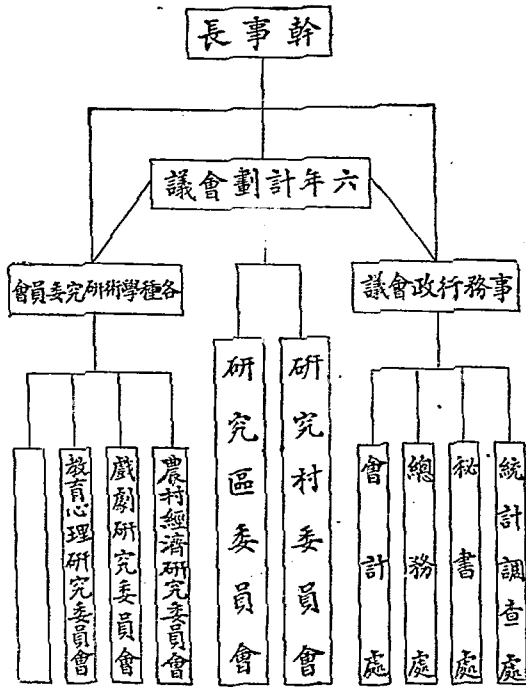 幹事長
六年計劃會議
事務行政會議
各種學術研究委員會
統計調查處
秘書處
總務處
會計處
研究村委員會
研究區委員會
農村經濟研究委員會
戲劇研究委員會
教育心理研究委員會